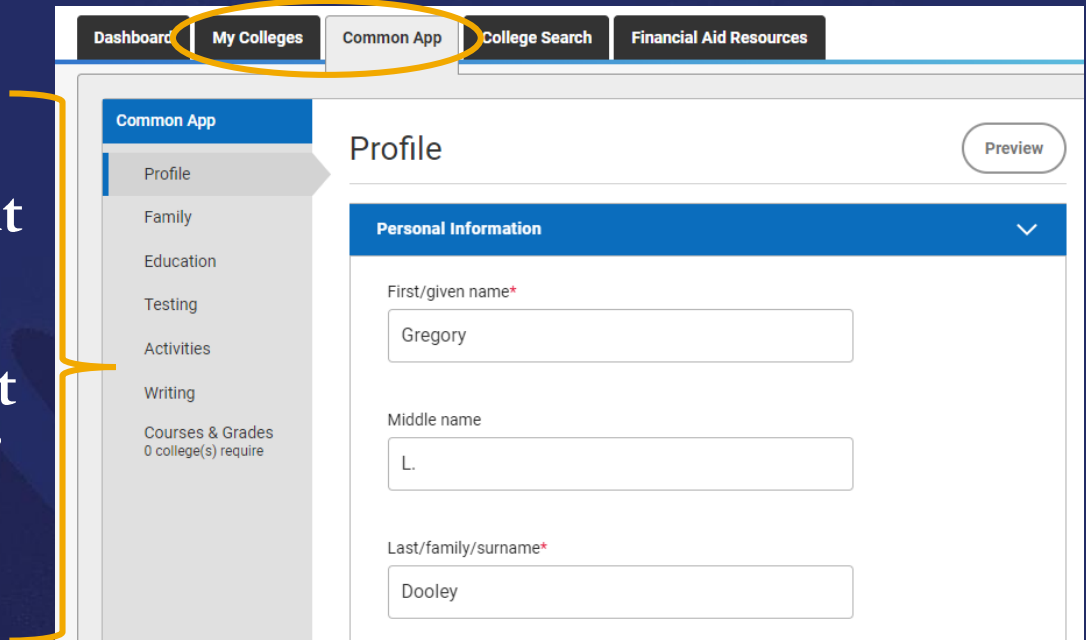 Dashboard My Colleges Common App College Search Financial Aid Resources
Common App
Profile
Family
Education
Testing
Activities
Writing
Courses & Grades
0 college(s) require
Profile
Preview
Personal Information
First/given name*
Gregory
Middle name
L.
Last/family/surname*
Dooley